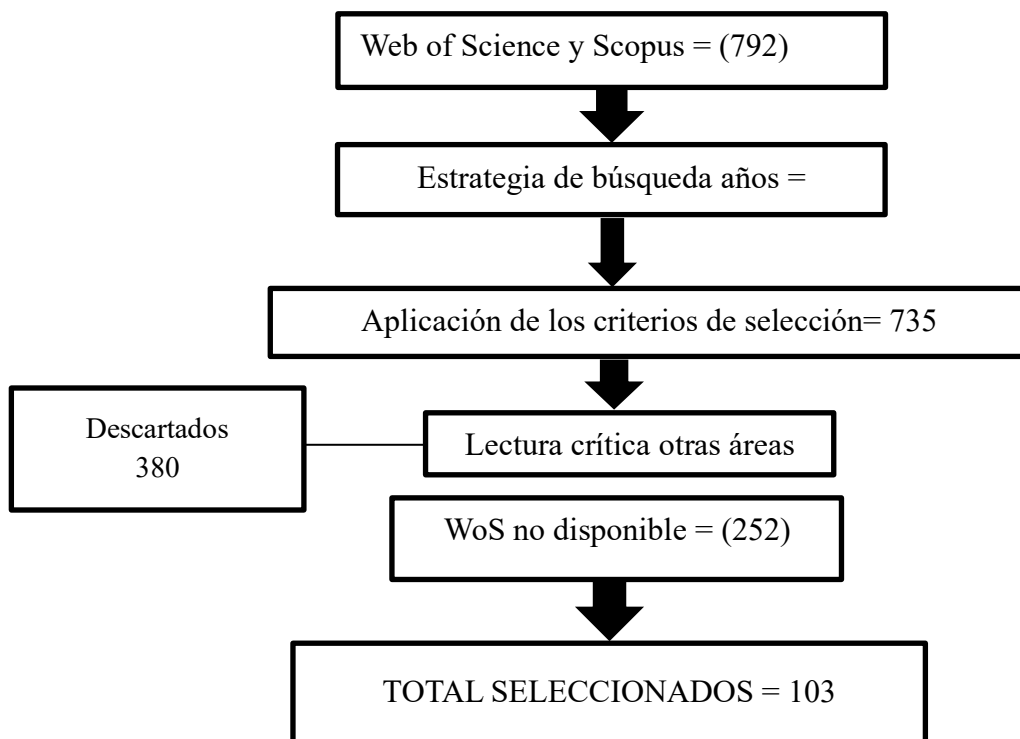 Web of Science y Scopus = (792)
Estrategia de búsqueda años =
Aplicación de los criterios de selección= 735
Descartados
380
Lectura crítica otras áreas
WoS no disponible = (252)
TOTAL SELECCIONADOS = 103